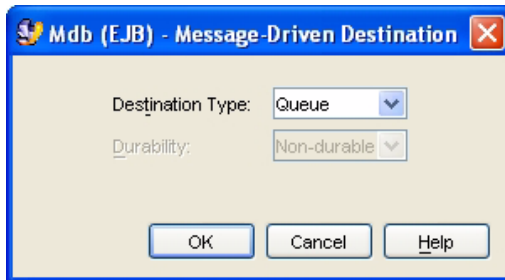 Mdb (EJB) - Message-Driven Destination
Destination Type: Queue
Durability: Non-durable
OK Cancel Help